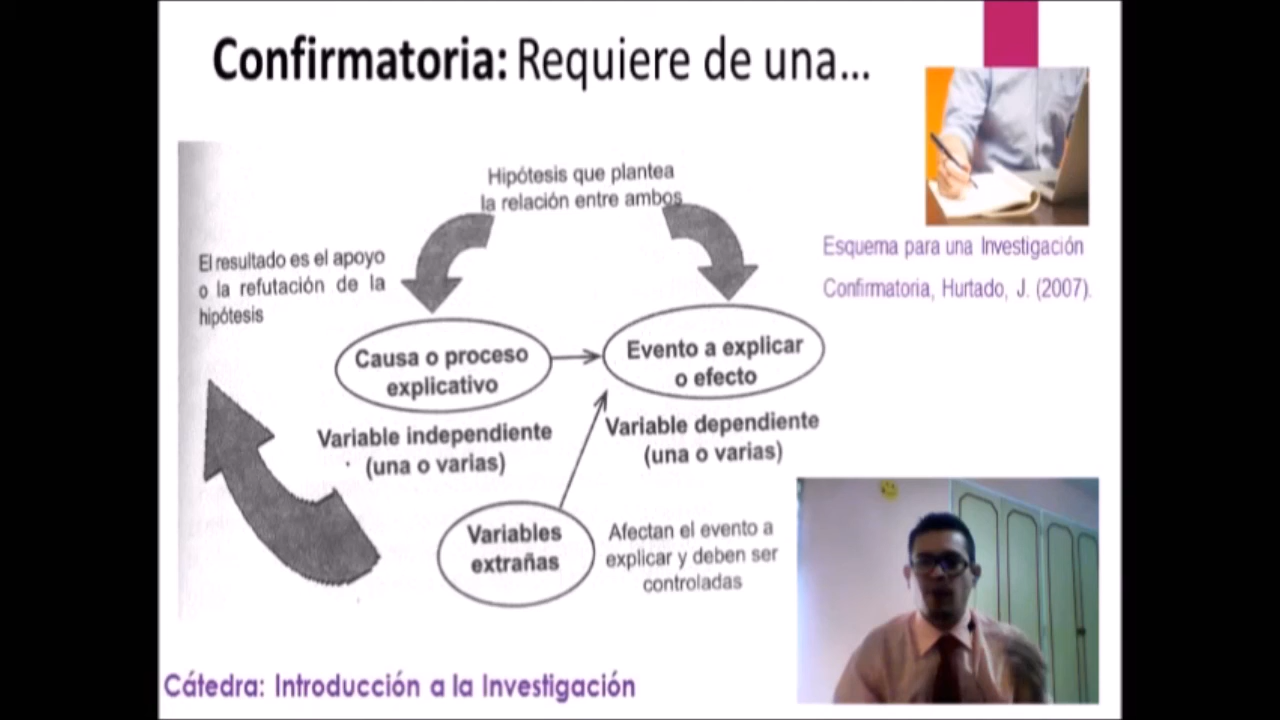 Confirmatoria: Requiere de una...
Hipótesis que plantea
la relación entre ambos
El resultado es el apoyo
o la refutación de la
hipótesis
Esquema para una Investigación
Confirmatoria, Hurtado, J. (2007).
Causa o proceso
explicativo
Evento a explicar
o efecto
Variable independiente
(una o varias)
Variable dependiente
(una o varias)
Variables
extrañas
Afectan el evento a
explicar y deben ser
controladas
Cátedra: Introducción a la Investigación